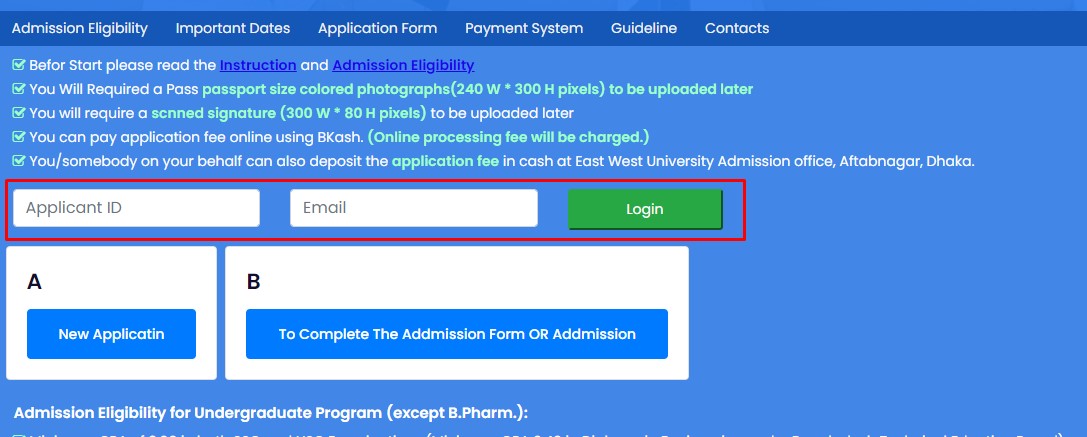 Admission Eligibility Important Dates Application Form Payment System Guideline Contacts
Befor Start please read the Instruction and Admission Eligibility
You Will Required a Pass passport size colored photographs(240 W * 300 H pixels) to be uploaded later
You will require a scnned signature (300 W * 80 H pixels) to be uploaded later
You can pay application fee online using BKash. (Online processing fee will be charged.)
You/somebody on your behalf can also deposit the application fee in cash at East West University Admission office, Aftabnagar, Dhaka.
Applicant ID Email Login
A B
New Applicatin To Complete The Addmission Form OR Addmission
Admission Eligibility for Undergraduate Program (except B.Pharm.):